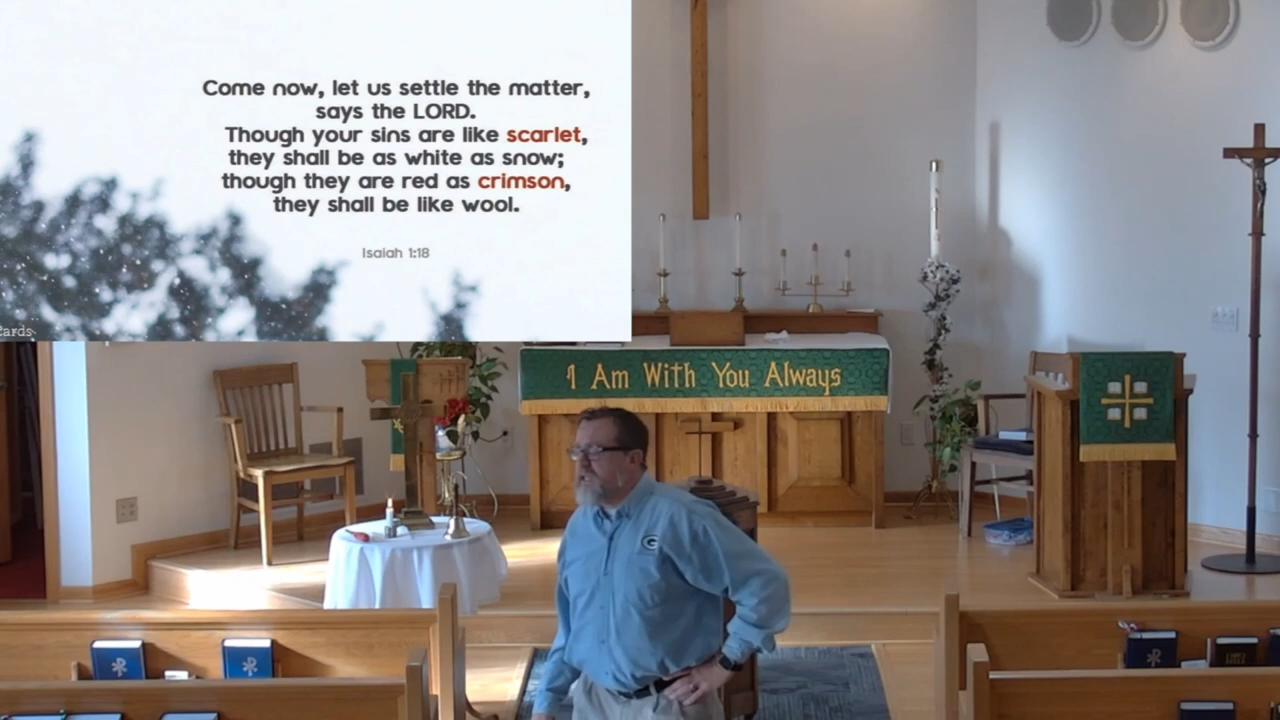 Come now, let us settle the matter,
says the LORD.
Though your sins are like scarlet,
they shall be as white as snow;
though they are red as crimson,
they shall be like wool.
Isaiah 1:18
I Am With You Always
G